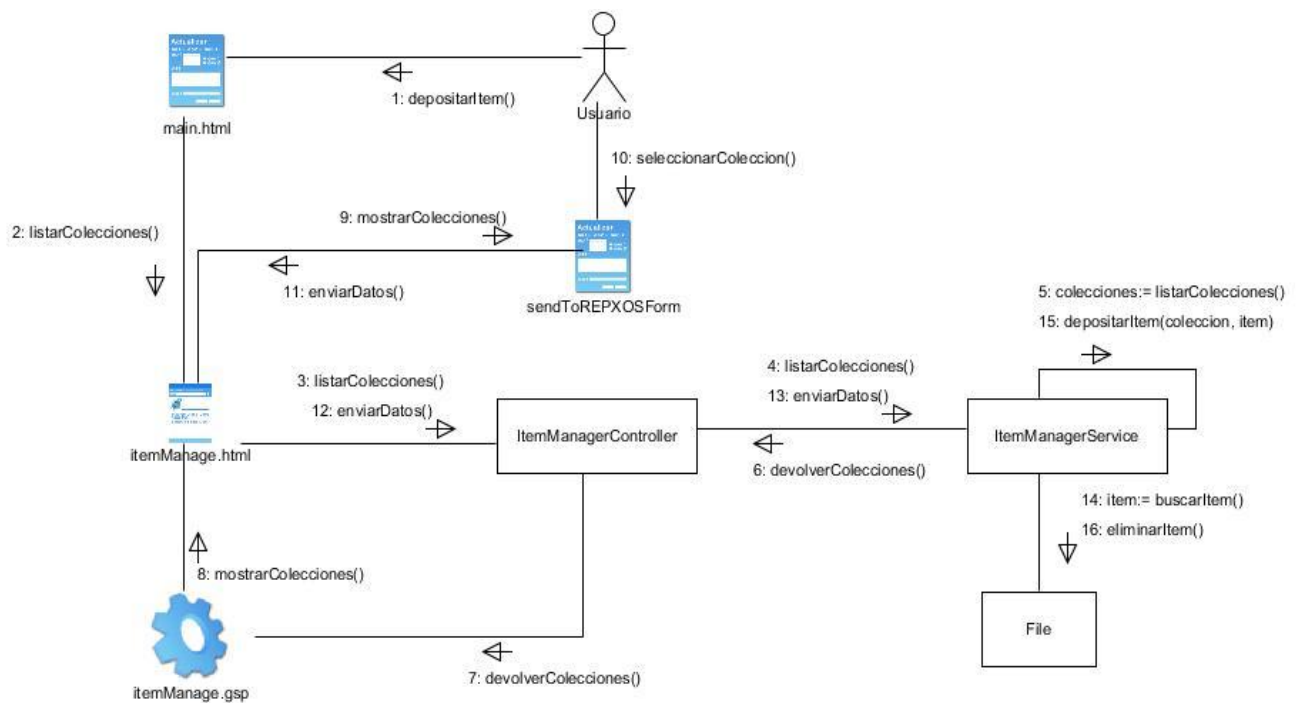 Actualizar
main.html
1: depositarItem()
Usuario
10: seleccionarColeccion()
2: listarColecciones()
9: mostrarColecciones()
Actualizar
11: enviarDatos()
sendToREPXOSForm
5: colecciones:= listarColecciones()
15: depositarItem(coleccion, item)
3: listarColecciones()
12: enviarDatos()
4: listarColecciones()
13: enviarDatos()
itemManage.html
ItemManagerController
ItemManagerService
6: devolverColecciones()
14: item:= buscarItem()
16: eliminarItem()
8: mostrarColecciones()
File
7: devolverColecciones()
itemManage.gsp